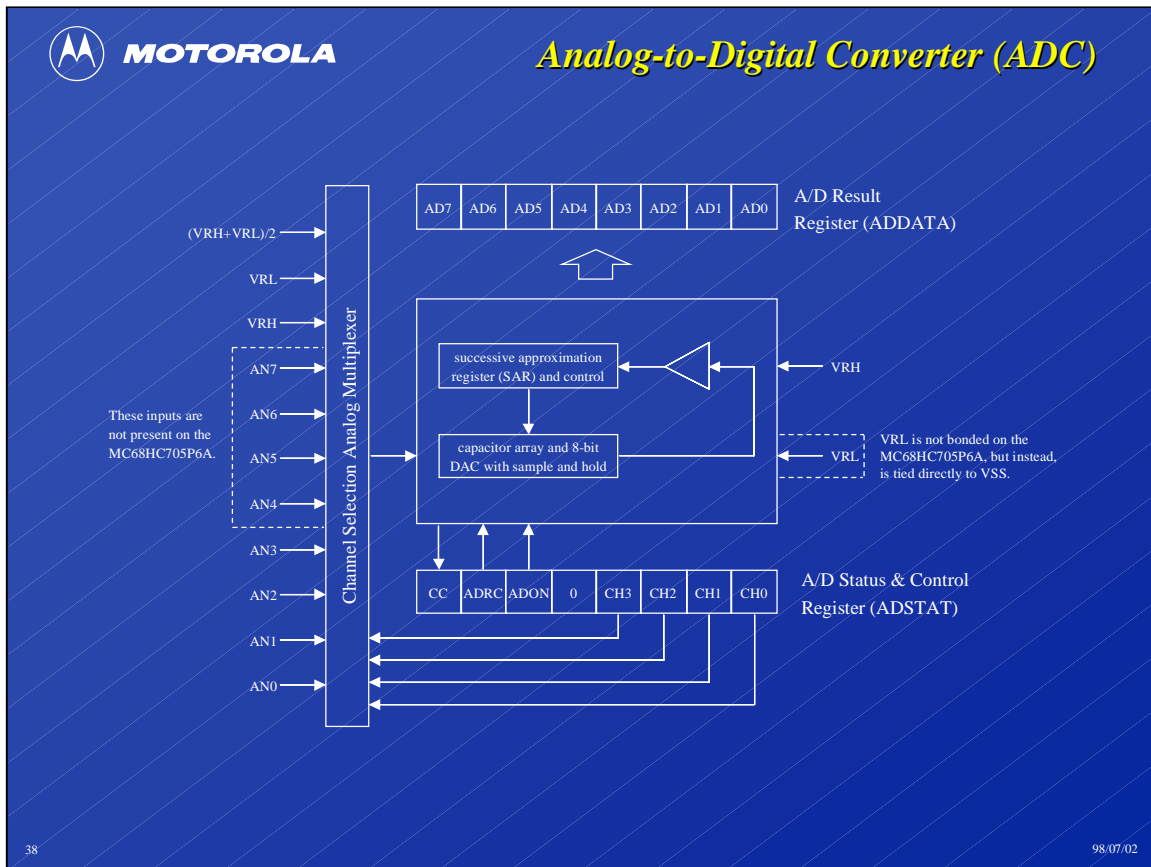 MOTOROLA
Analog-to-Digital Converter (ADC)
AD7 AD6 AD5 AD4 AD3 AD2 AD1 AD0
A/D Result
Register (ADDATA)
(VRH+VRL)/2
VRL
VRH
AN7
AN6
AN5
AN4
AN3
AN2
AN1
AN0
These inputs are
not present on the
MC68HC705P6A.
Channel Selection Analog Multiplexer
successive approximation
register (SAR) and control
capacitor array and 8-bit
DAC with sample and hold
VRH
VRL
VRL is not bonded on the
MC68HC705P6A, but instead,
is tied directly to VSS.
CC ADRC ADON 0 CH3 CH2 CH1 CH0
A/D Status & Control
Register (ADSTAT)
38
98/07/02